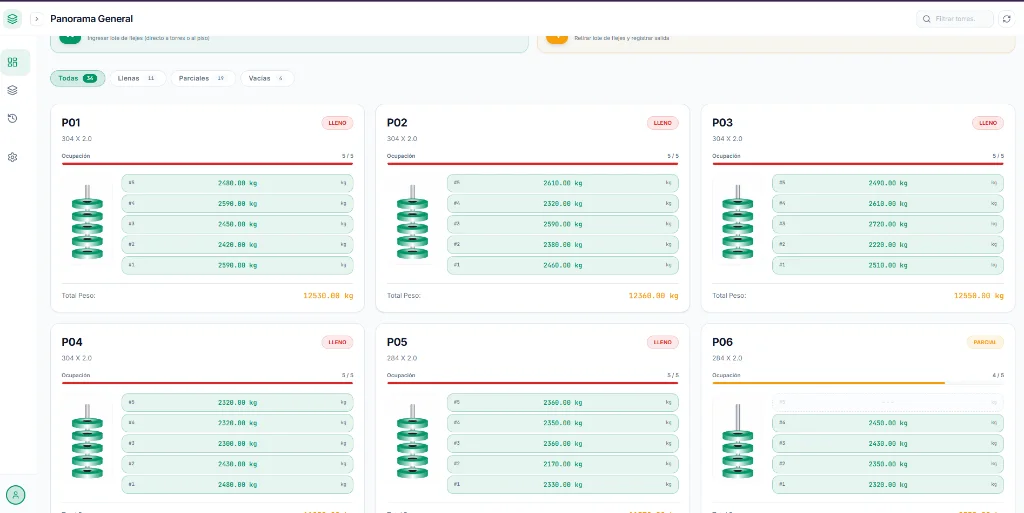 Panorama General
Filtrar torres.
Ingresar lote de flejes (directo a torres o al piso)
Retirar lote de flejes y registrar salida
Todas 34
Llenas 11
Parciales 19
Vacías 4
P01 LLENO
304 X 2.0
Ocupación 5 / 5
#5 2480.00 kg kg
#4 2590.00 kg kg
#3 2450.00 kg kg
#2 2420.00 kg kg
#1 2590.00 kg kg
Total Peso: 12530.00 kg
P02 LLENO
304 X 2.0
Ocupación 5 / 5
#5 2610.00 kg kg
#4 2320.00 kg kg
#3 2590.00 kg kg
#2 2380.00 kg kg
#1 2460.00 kg kg
Total Peso: 12360.00 kg
P03 LLENO
304 X 2.0
Ocupación 5 / 5
#5 2490.00 kg kg
#4 2610.00 kg kg
#3 2720.00 kg kg
#2 2220.00 kg kg
#1 2510.00 kg kg
Total Peso: 12550.00 kg
P04 LLENO
304 X 2.0
Ocupación 5 / 5
#5 2320.00 kg kg
#4 2320.00 kg kg
#3 2300.00 kg kg
#2 2430.00 kg kg
#1 2480.00 kg kg
P05 LLENO
284 X 2.0
Ocupación 5 / 5
#5 2360.00 kg kg
#4 2350.00 kg kg
#3 2360.00 kg kg
#2 2170.00 kg kg
#1 2330.00 kg kg
P06 PARCIAL
284 X 2.0
Ocupación 4 / 5
#5 --- kg
#4 2450.00 kg kg
#3 2430.00 kg kg
#2 2350.00 kg kg
#1 2320.00 kg kg